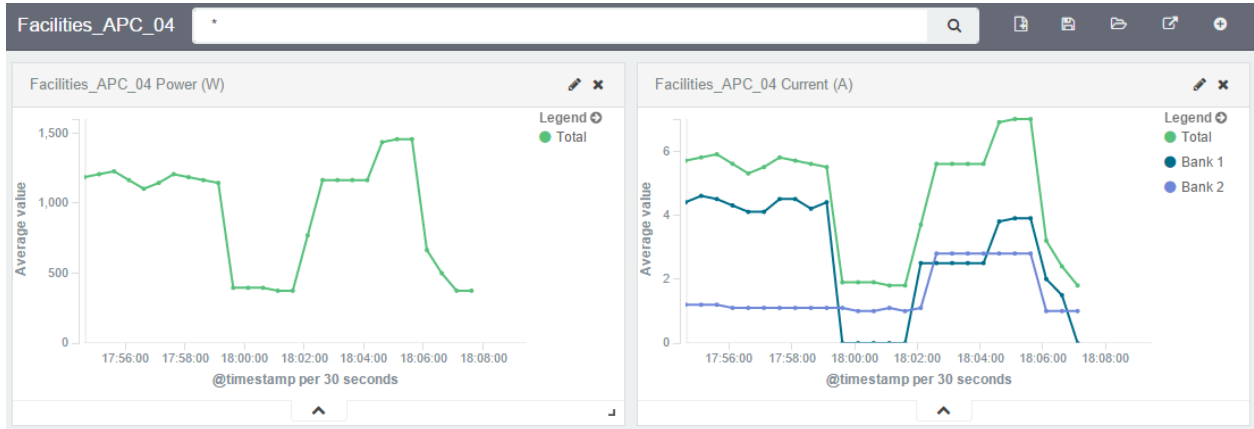 Facilities_APC_04
*
Facilities_APC_04 Power (W)
Legend
Total
1,500
1,000
500
0
Average value
17:56:00 17:58:00 18:00:00 18:02:00 18:04:00 18:06:00 18:08:00
@timestamp per 30 seconds
Facilities_APC_04 Current (A)
Legend
Total
Bank 1
Bank 2
6
4
2
0
Average value
17:56:00 17:58:00 18:00:00 18:02:00 18:04:00 18:06:00 18:08:00
@timestamp per 30 seconds